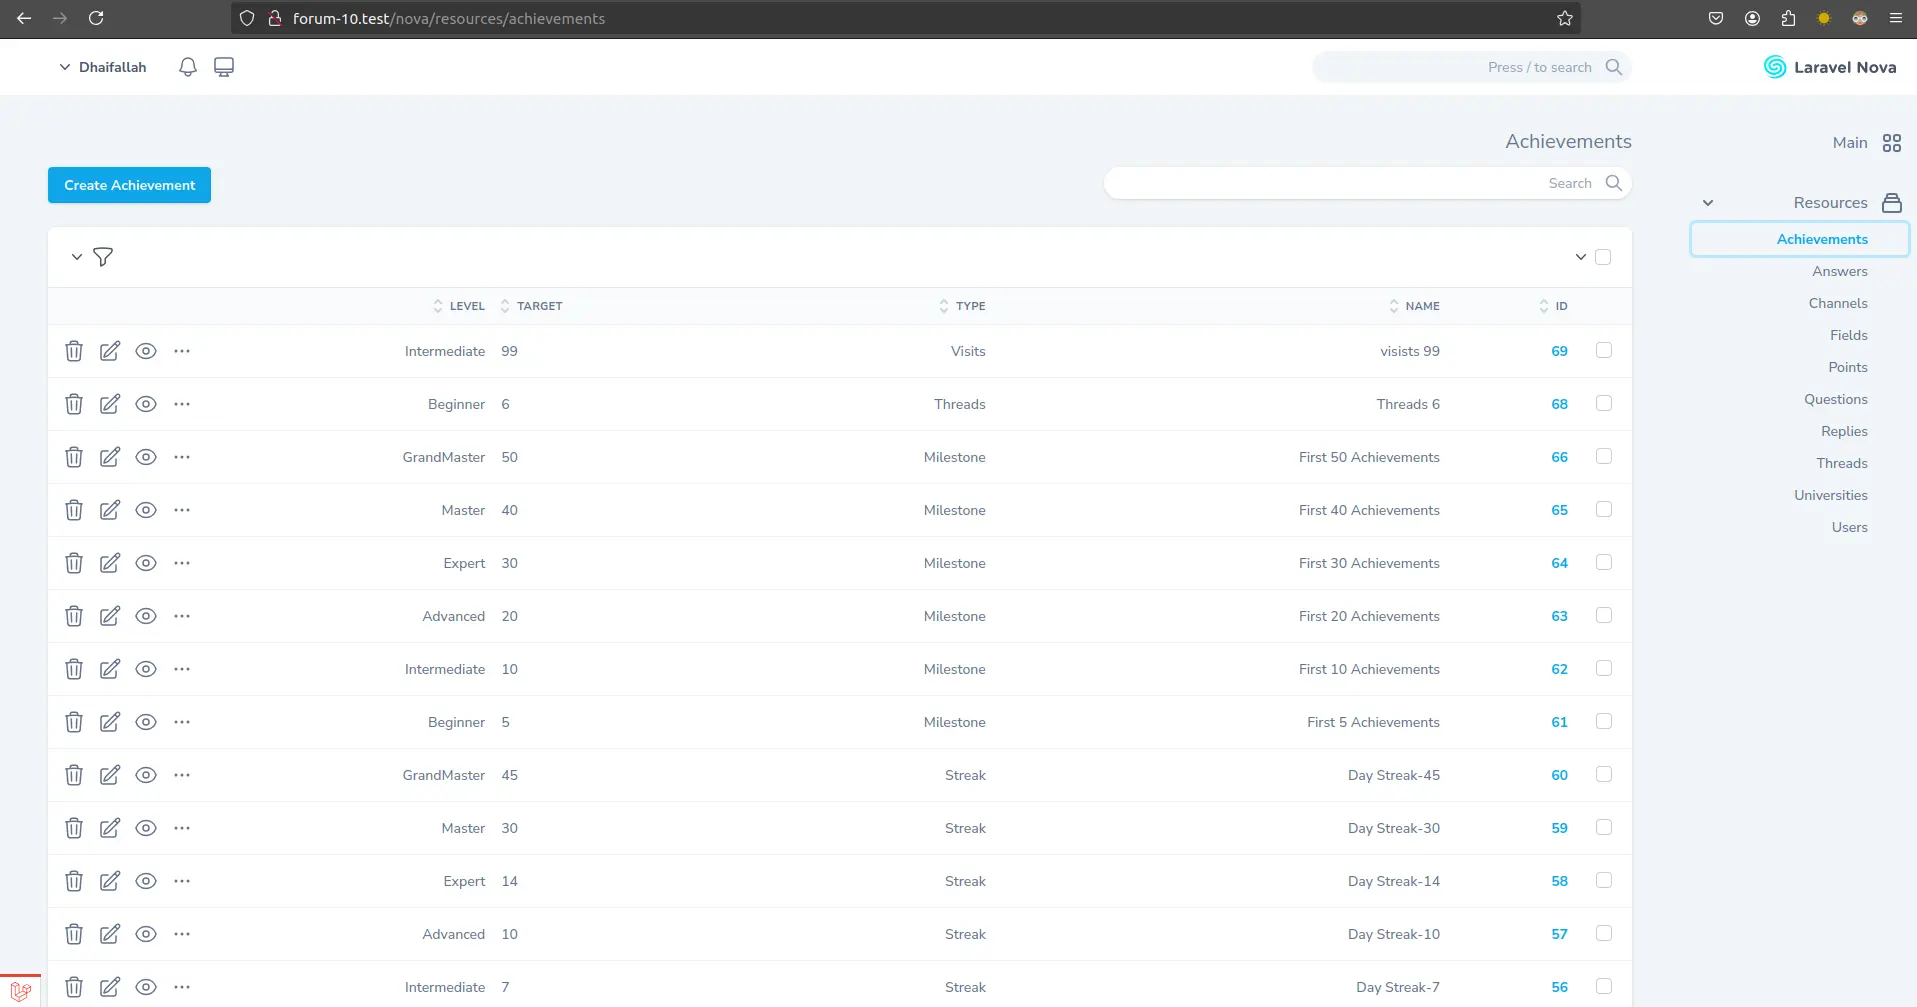 forum-10.test/nova/resources/achievements
Dhaifallah
Press / to search
Laravel Nova
Main
Resources
Achievements
Answers
Channels
Fields
Points
Questions
Replies
Threads
Universities
Users
Achievements
Create Achievement
Search
LEVEL TARGET TYPE NAME ID
Intermediate 99 Visits visists 99 69
Beginner 6 Threads Threads 6 68
GrandMaster 50 Milestone First 50 Achievements 66
Master 40 Milestone First 40 Achievements 65
Expert 30 Milestone First 30 Achievements 64
Advanced 20 Milestone First 20 Achievements 63
Intermediate 10 Milestone First 10 Achievements 62
Beginner 5 Milestone First 5 Achievements 61
GrandMaster 45 Streak Day Streak-45 60
Master 30 Streak Day Streak-30 59
Expert 14 Streak Day Streak-14 58
Advanced 10 Streak Day Streak-10 57
Intermediate 7 Streak Day Streak-7 56